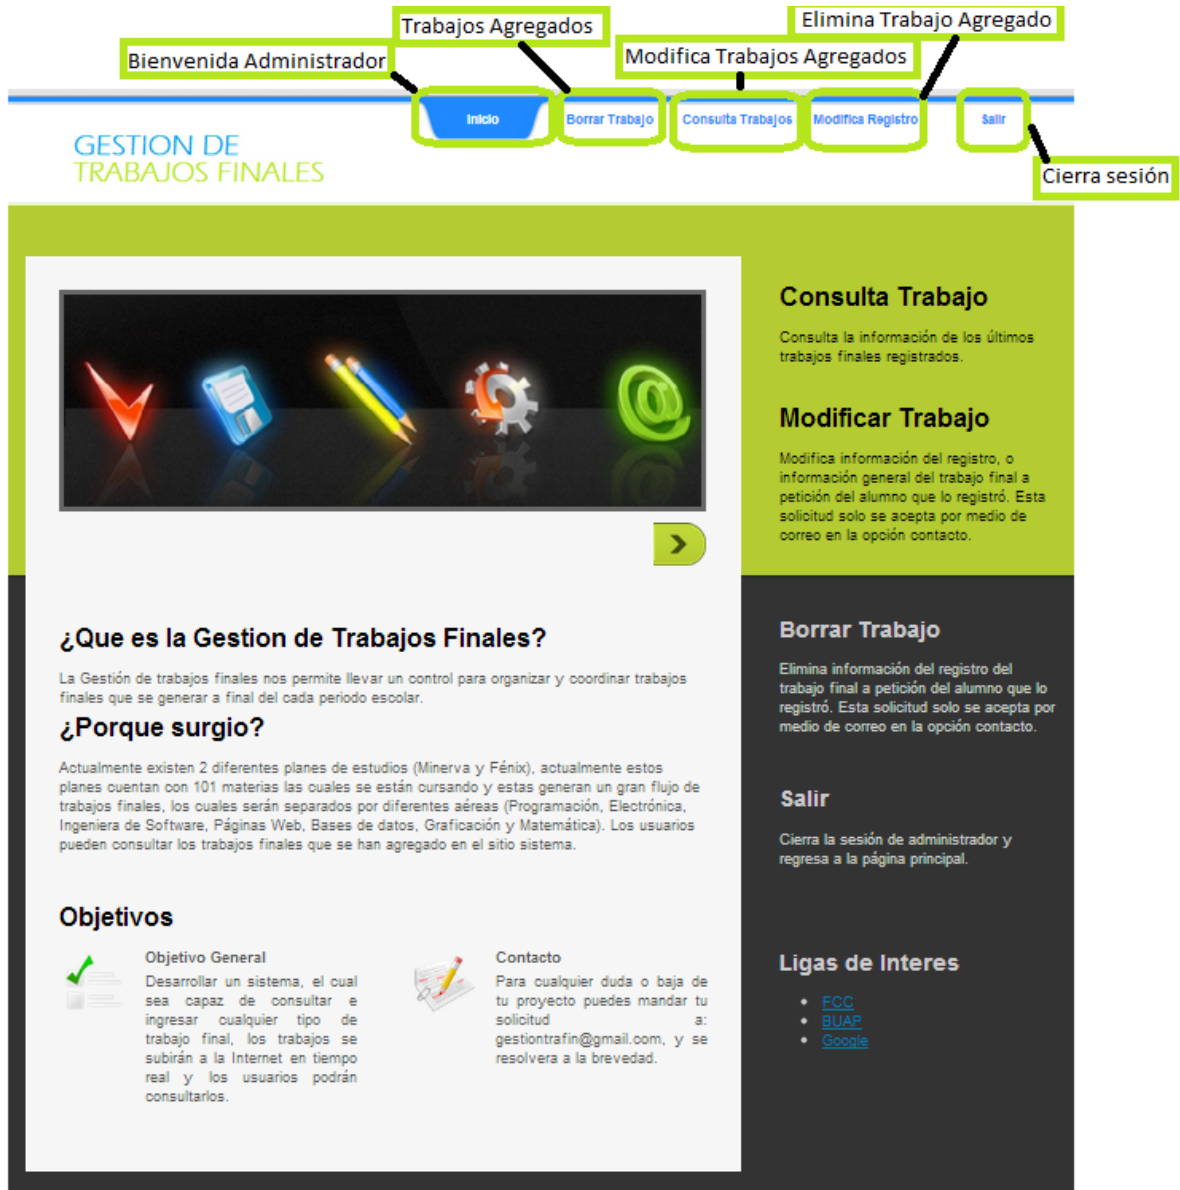 Trabajos Agregados
Elimina Trabajo Agregado
Bienvenida Administrador
Modifica Trabajos Agregados
Inicio
Borrar Trabajo
Consulta Trabajos
Modifica Registro
Salir
Cierra sesión
GESTION DE
TRABAJOS FINALES
Consulta Trabajo
Consulta la información de los últimos
trabajos finales registrados.
Modificar Trabajo
Modifica información del registro, o
información general del trabajo final a
petición del alumno que lo registró. Esta
solicitud solo se acepta por medio de
correo en la opción contacto.
¿Que es la Gestion de Trabajos Finales?
La Gestión de trabajos finales nos permite llevar un control para organizar y coordinar trabajos
finales que se generar a final del cada periodo escolar.
¿Porque surgio?
Actualmente existen 2 diferentes planes de estudios (Minerva y Fénix), actualmente estos
planes cuentan con 101 materias las cuales se están cursando y estas generan un gran flujo de
trabajos finales, los cuales serán separados por diferentes aéreas (Programación, Electrónica,
Ingeniera de Software, Páginas Web, Bases de datos, Graficación y Matemática). Los usuarios
pueden consultar los trabajos finales que se han agregado en el sitio sistema.
Objetivos
Objetivo General
Desarrollar un sistema, el cual
sea capaz de consultar e
ingresar cualquier tipo de
trabajo final, los trabajos se
subirán a la Internet en tiempo
real y los usuarios podrán
consultarlos.
Contacto
Para cualquier duda o baja de
tu proyecto puedes mandar tu
solicitud a:
gestiontrafin@gmail.com, y se
resolvera a la brevedad.
Borrar Trabajo
Elimina información del registro del
trabajo final a petición del alumno que lo
registró. Esta solicitud solo se acepta por
medio de correo en la opción contacto.
Salir
Cierra la sesión de administrador y
regresa a la página principal.
Ligas de Interes
FCC
BUAP
Google